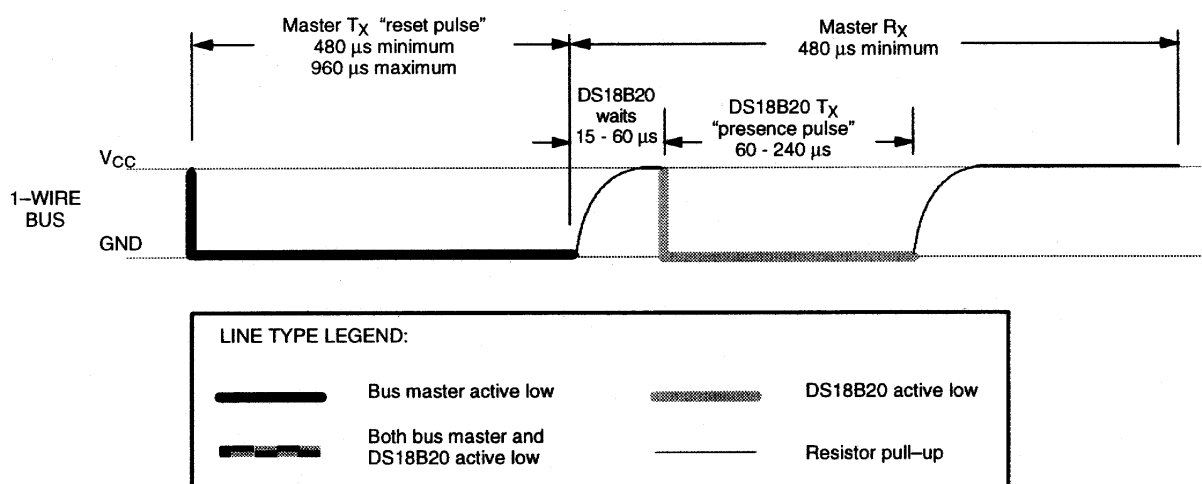 Master TX “reset pulse”
480 µs minimum
960 µs maximum
Master RX
480 µs minimum
DS18B20
waits
15 - 60 µs
DS18B20 TX
“presence pulse”
60 - 240 µs
VCC
1–WIRE
BUS
GND
LINE TYPE LEGEND:
Bus master active low
DS18B20 active low
Both bus master and
DS18B20 active low
Resistor pull–up